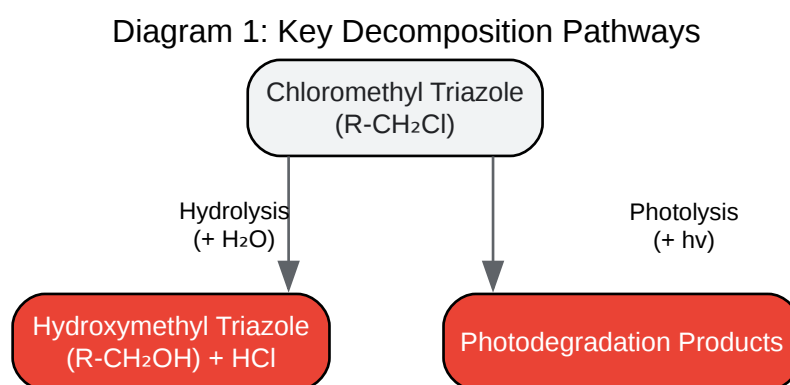 Diagram 1: Key Decomposition Pathways
Chloromethyl Triazole
(R-CH₂Cl)
Hydrolysis
(+ H₂O)
Photolysis
(+ hv)
Hydroxymethyl Triazole
(R-CH₂OH) + HCl
Photodegradation Products